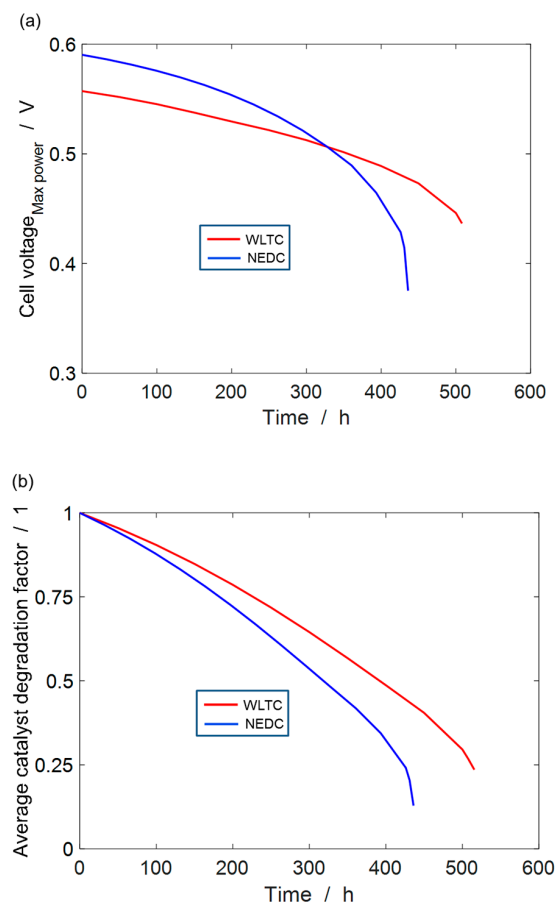 (a)
Cell voltage Max power / V
0.6
0.5
0.4
0.3
WLTC
NEDC
0 100 200 300 400 500 600
Time / h
(b)
Average catalyst degradation factor / 1
1
0.75
0.5
0.25
0
WLTC
NEDC
0 100 200 300 400 500 600
Time / h